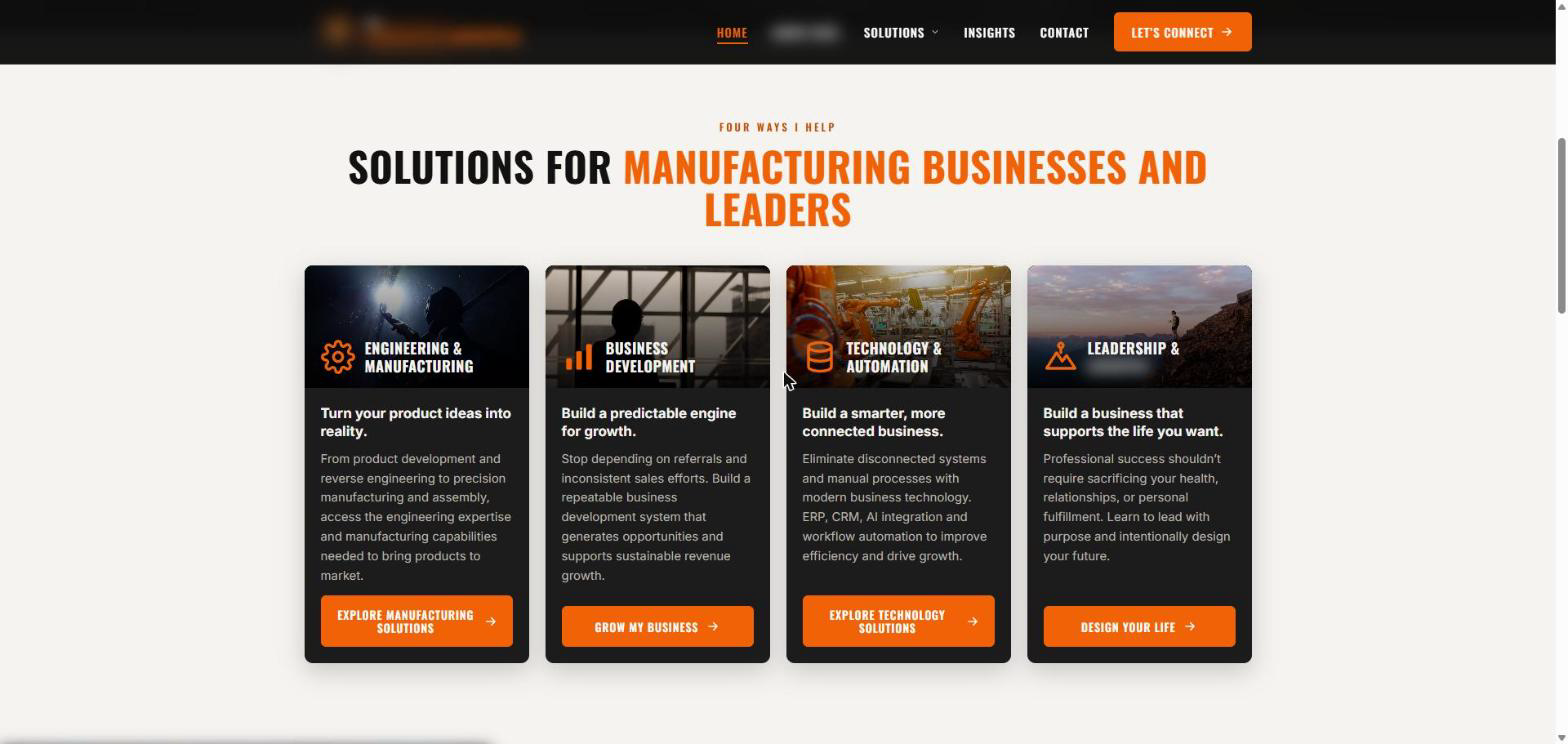 HOME
SOLUTIONS
INSIGHTS
CONTACT
LET'S CONNECT →
FOUR WAYS I HELP
SOLUTIONS FOR MANUFACTURING BUSINESSES AND
LEADERS
ENGINEERING &
MANUFACTURING
Turn your product ideas into
reality.
From product development and
reverse engineering to precision
manufacturing and assembly,
access the engineering expertise
and manufacturing capabilities
needed to bring products to
market.
EXPLORE MANUFACTURING
SOLUTIONS →
BUSINESS
DEVELOPMENT
Build a predictable engine
for growth.
Stop depending on referrals and
inconsistent sales efforts. Build a
repeatable business
development system that
generates opportunities and
supports sustainable revenue
growth.
GROW MY BUSINESS →
TECHNOLOGY &
AUTOMATION
Build a smarter, more
connected business.
Eliminate disconnected systems
and manual processes with
modern business technology.
ERP, CRM, AI integration and
workflow automation to improve
efficiency and drive growth.
EXPLORE TECHNOLOGY
SOLUTIONS →
LEADERSHIP &
Build a business that
supports the life you want.
Professional success shouldn't
require sacrificing your health,
relationships, or personal
fulfillment. Learn to lead with
purpose and intentionally design
your future.
DESIGN YOUR LIFE →